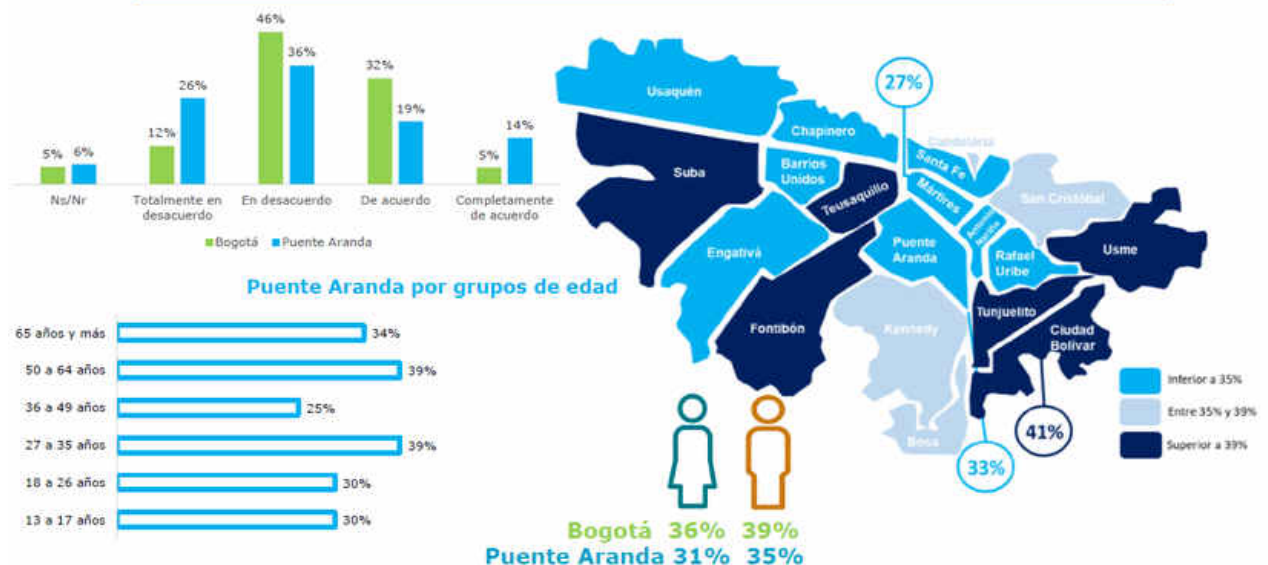 46%
36%
32%
26%
19%
12%
14%
5%
6%
5%
Ns/Nr
Totalmente en
desacuerdo
En desacuerdo
De acuerdo
Completamente
de acuerdo
Bogotá
Puente Aranda
Puente Aranda por grupos de edad
65 años y más
34%
50 a 64 años
39%
36 a 49 años
25%
27 a 35 años
39%
18 a 26 años
30%
13 a 17 años
30%
27%
Usaquén
Chapinero
Candelaria
Santa Fe
Suba
Barrios
Unidos
Teusaquillo
Mártires
San Cristóbal
Antonio
Nariño
Engativá
Puente
Aranda
Rafael
Uribe
Usme
Fontibón
Kennedy
Tunjuelito
Ciudad
Bolívar
Bosa
41%
33%
Inferior a 35%
Entre 35% y 39%
Superior a 39%
Bogotá 36% 39%
Puente Aranda 31% 35%